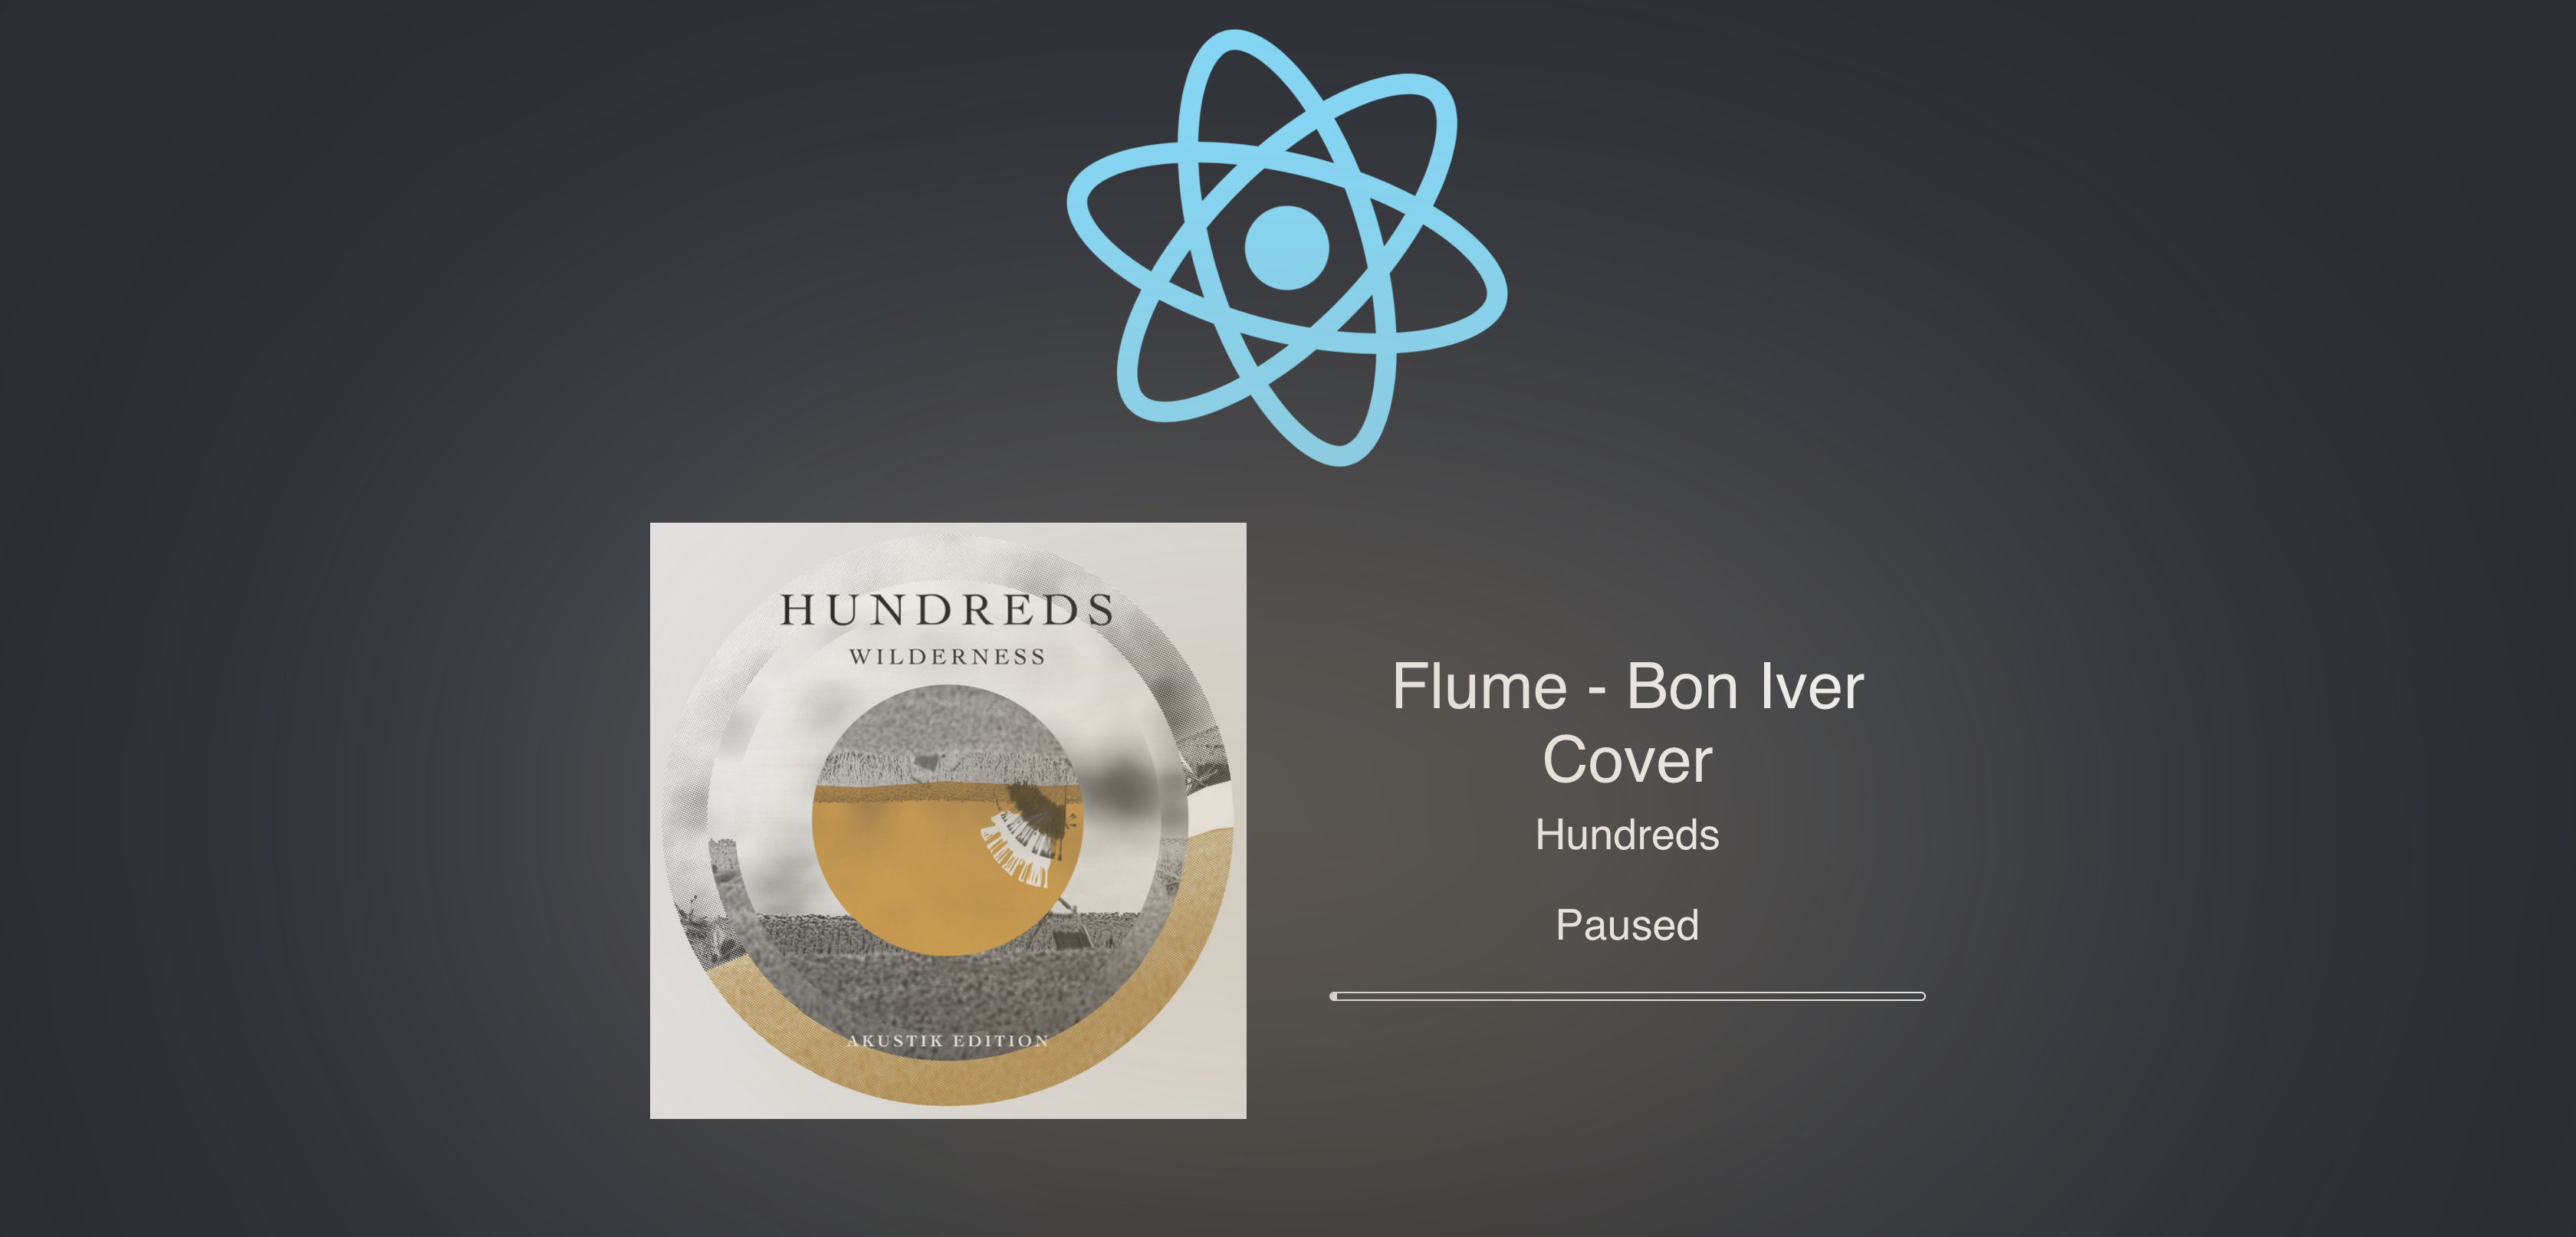 HUNDREDS
WILDERNESS
AKUSTIK EDITION
Flume - Bon Iver
Cover
Hundreds
Paused